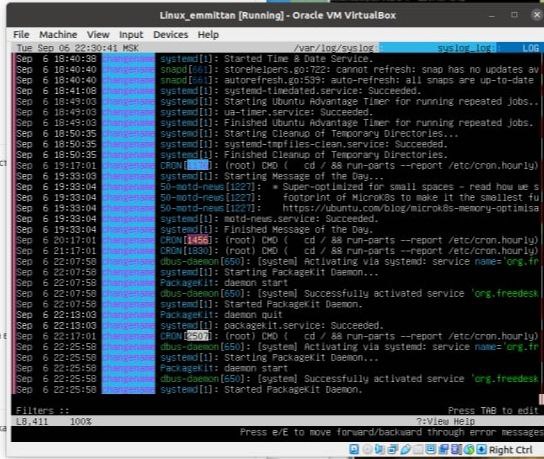 Linux_emmittan [Running] - Oracle VM VirtualBox
File Machine View Input Devices Help
Tue Sep 06 22:30:41 MSK /var/log/syslog: syslog_log: LOG
Sep 6 18:40:38 changename systemd[1]: Started Time & Date Service.
Sep 6 18:40:40 changename snapd[661]: storehelpers.go:722: cannot refresh: snap has no updates av
Sep 6 18:40:40 changename snapd[661]: autorefresh.go:539: auto-refresh: all snaps are up-to-date
Sep 6 18:41:08 changename systemd[1]: systemd-timedated.service: Succeeded.
Sep 6 18:49:03 changename systemd[1]: Starting Ubuntu Advantage Timer for running repeated jobs..
Sep 6 18:49:03 changename systemd[1]: ua-timer.service: Succeeded.
Sep 6 18:49:03 changename systemd[1]: Finished Ubuntu Advantage Timer for running repeated jobs.
Sep 6 18:50:35 changename systemd[1]: Starting Cleanup of Temporary Directories...
Sep 6 18:50:35 changename systemd[1]: systemd-tmpfiles-clean.service: Succeeded.
Sep 6 18:50:35 changename systemd[1]: Finished Cleanup of Temporary Directories.
Sep 6 19:17:01 changename CRON[]: (root) CMD ( cd / && run-parts --report /etc/cron.hourly)
Sep 6 19:33:03 changename systemd[1]: Starting Message of the Day...
Sep 6 19:33:04 changename 50-motd-news[1227]: * Super-optimized for small spaces - read how we s
Sep 6 19:33:04 changename 50-motd-news[1227]: footprint of MicroK8s to make it the smallest fu
Sep 6 19:33:04 changename 50-motd-news[1227]: https://ubuntu.com/blog/microk8s-memory-optimisa
Sep 6 19:33:04 changename systemd[1]: motd-news.service: Succeeded.
Sep 6 19:33:04 changename systemd[1]: Finished Message of the Day.
Sep 6 20:17:01 changename CRON[1456]: (root) CMD ( cd / && run-parts --report /etc/cron.hourly)
Sep 6 21:17:01 changename CRON[1830]: (root) CMD ( cd / && run-parts --report /etc/cron.hourly)
Sep 6 22:07:58 changename dbus-daemon[650]: [system] Activating via systemd: service name='org.fr
Sep 6 22:07:58 changename systemd[1]: Starting PackageKit Daemon...
Sep 6 22:07:58 changename PackageKit: daemon start
Sep 6 22:07:58 changename dbus-daemon[650]: [system] Successfully activated service 'org.freedesk
Sep 6 22:07:58 changename systemd[1]: Started PackageKit Daemon.
Sep 6 22:13:03 changename PackageKit: daemon quit
Sep 6 22:13:03 changename systemd[1]: packagekit.service: Succeeded.
Sep 6 22:17:01 changename CRON[2507]: (root) CMD ( cd / && run-parts --report /etc/cron.hourly)
Sep 6 22:25:58 changename dbus-daemon[650]: [system] Activating via systemd: service name='org.fr
Sep 6 22:25:58 changename systemd[1]: Starting PackageKit Daemon...
Sep 6 22:25:58 changename PackageKit: daemon start
Sep 6 22:25:58 changename dbus-daemon[650]: [system] Successfully activated service 'org.freedesk
Sep 6 22:25:58 changename systemd[1]: Started PackageKit Daemon.
Filters :: Press TAB to edit
L8,411 100% ?:View Help
Press e/E to move forward/backward through error messages
Right Ctrl